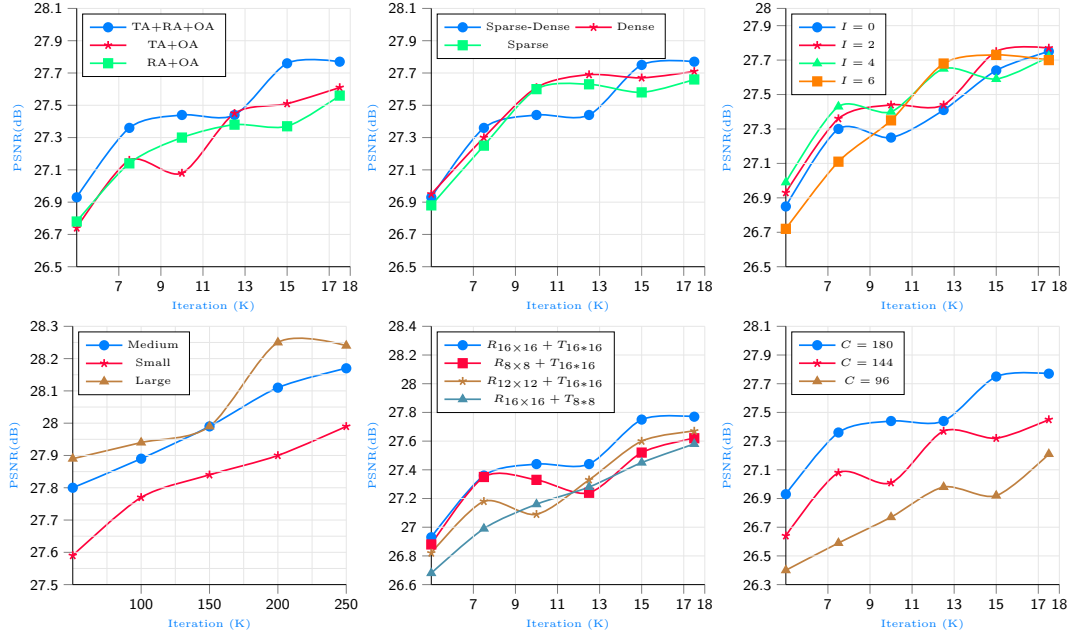 28.1
27.9
27.7
27.5
27.3
27.1
26.9
26.7
26.5
PSNR(dB)
TA+RA+OA
TA+OA
RA+OA
7 9 11 13 15 17 18
Iteration (K)
28.1
27.9
27.7
27.5
27.3
27.1
26.9
26.7
26.5
PSNR(dB)
Sparse-Dense Dense
Sparse
7 9 11 13 15 17 18
Iteration (K)
28
27.7
27.5
27.3
27.1
26.9
26.7
26.5
PSNR(dB)
I = 0
I = 2
I = 4
I = 6
7 9 11 13 15 17 18
Iteration (K)
28.3
28.2
28.1
28
27.9
27.8
27.7
27.6
27.5
PSNR(dB)
Medium
Small
Large
100 150 200 250
Iteration (K)
28.4
28
27.8
27.6
27.4
27.2
27
26.8
26.6
PSNR(dB)
R16×16 + T16*16
R8×8 + T16*16
R12×12 + T16*16
R16×16 + T8*8
7 9 11 13 15 17 18
Iteration (K)
28.1
27.9
27.7
27.5
27.3
27.1
26.9
26.7
26.5
26.3
PSNR(dB)
C = 180
C = 144
C = 96
7 9 11 13 15 17 18
Iteration (K)